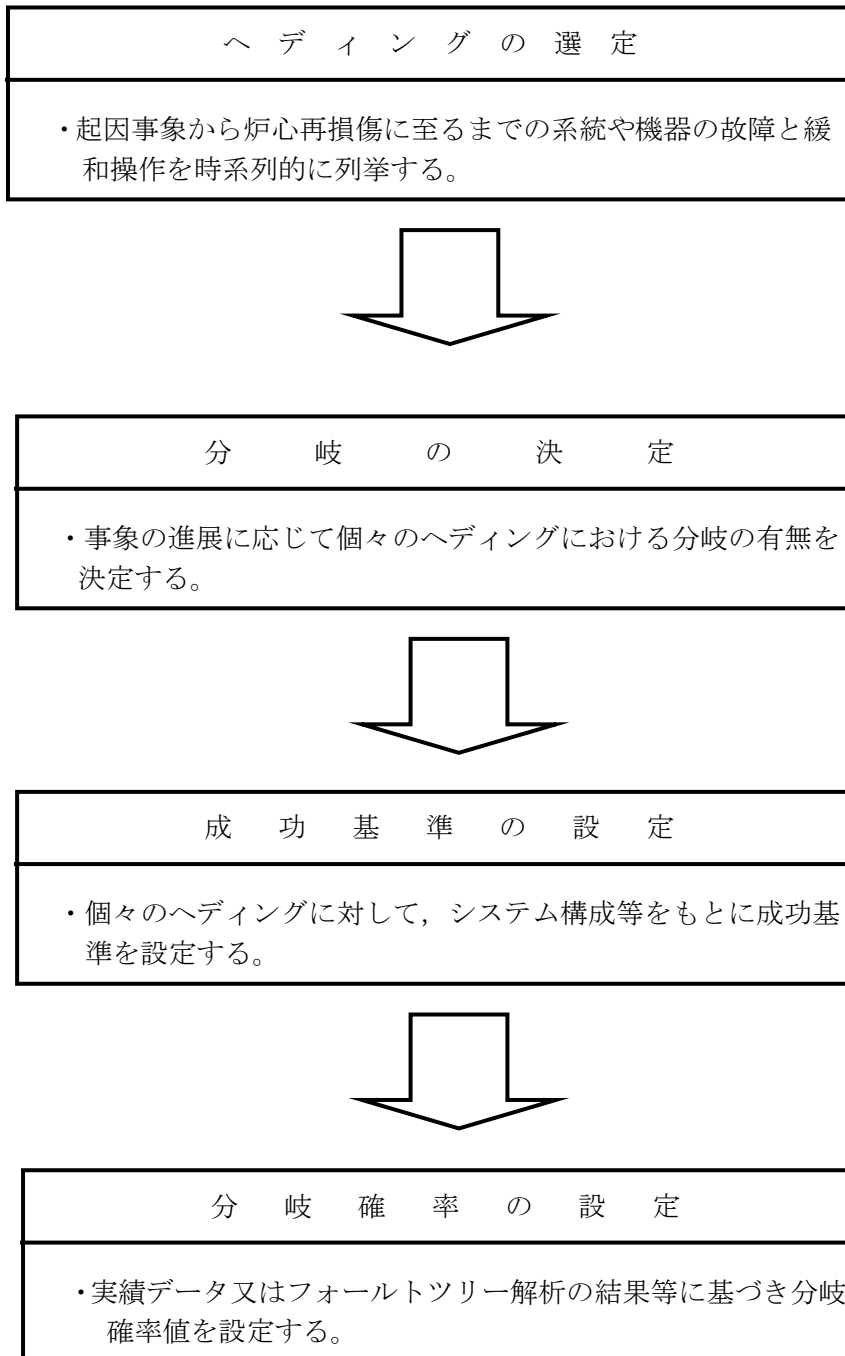 ヘディングの選定
・起因事象から炉心再損傷に至るまでの系統や機器の故障と緩
和操作を時系列的に列挙する。
分岐の決定
・事象の進展に応じて個々のヘディングにおける分岐の有無を
決定する。
成功基準の設定
・個々のヘディングに対して，システム構成等をもとに成功基
準を設定する。
分岐確率の設定
・実績データ又はフォールトツリー解析の結果等に基づき分岐
確率値を設定する。